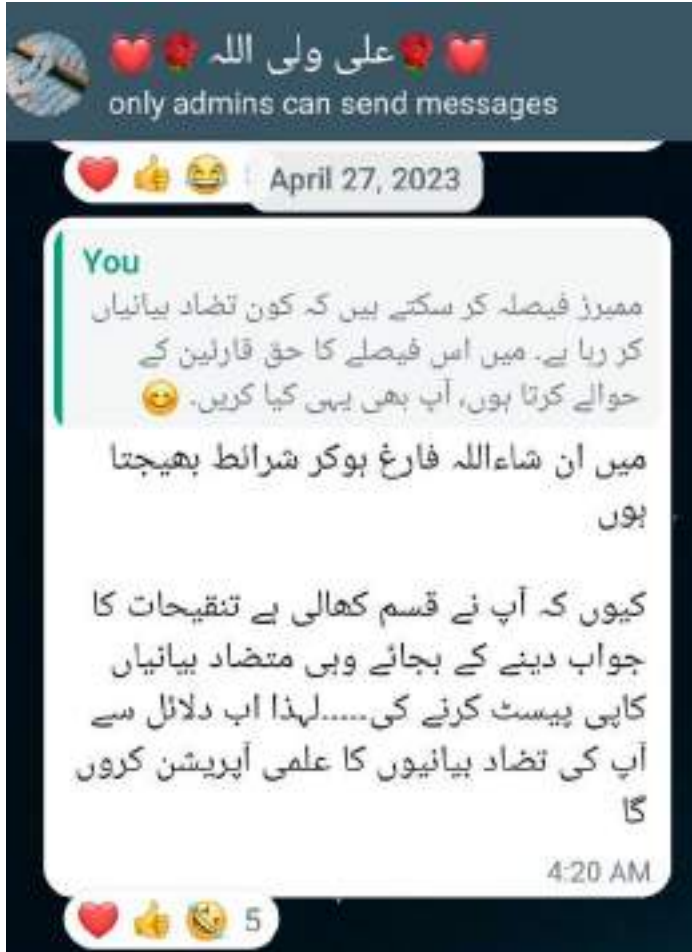 💓🌹علی ولی اللہ 🌹💓
only admins can send messages
❤️👍😂
April 27, 2023
You
ممبرز فیصلہ کر سکتے ہیں کہ کون تضاد بیانیاں
کر رہا ہے۔ میں اس فیصلے کا حق قارئین کے
حوالے کرتا ہوں، آپ بھی یہی کیا کریں۔ 😊
میں ان شاءاللہ فارغ ہوکر شرائط بھیجتا
ہوں
کیوں کہ آپ نے قسم کھالی ہے تنقیحات کا
جواب دینے کے بجائے وہی متضاد بیانیاں
کاپی پیسٹ کرنے کی.....لہذا اب دلائل سے
آپ کی تضاد بیانیوں کا علمی آپریشن کروں
گا
4:20 AM
❤️👍🤣 5